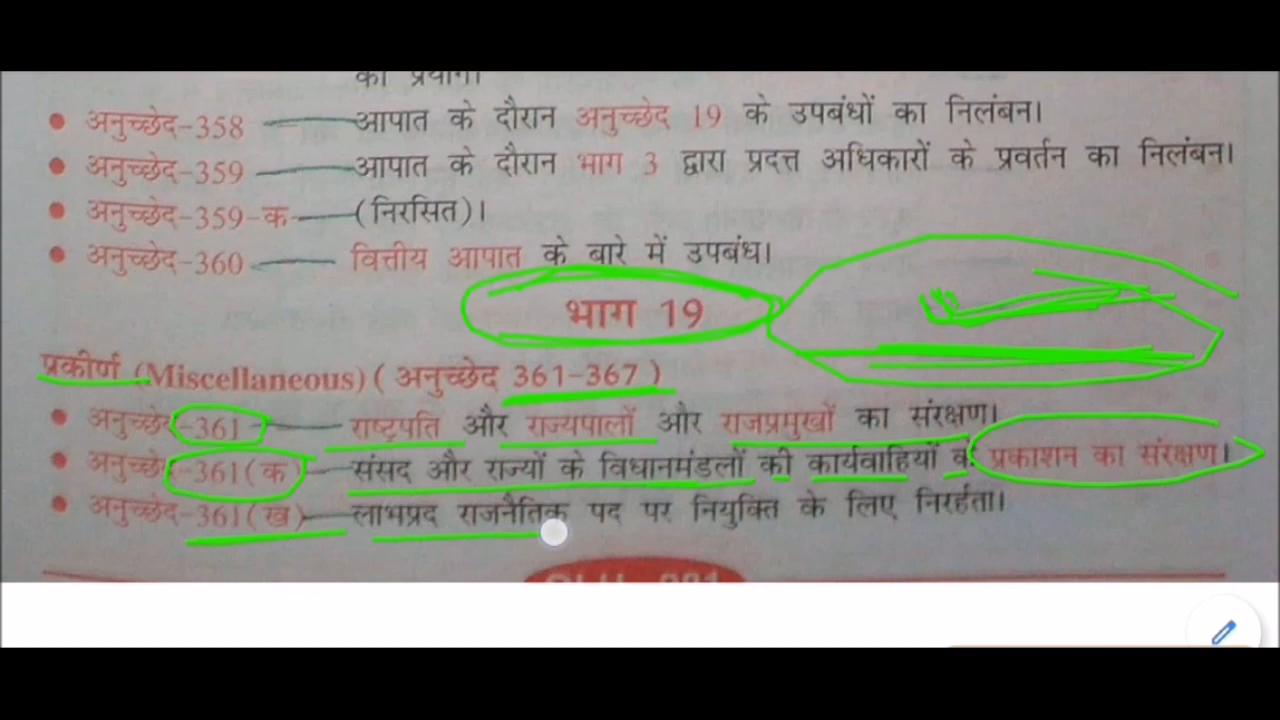 का प्रयोग।
• अनुच्छेद-358 — आपात के दौरान अनुच्छेद 19 के उपबंधों का निलंबन।
• अनुच्छेद-359 — आपात के दौरान भाग 3 द्वारा प्रदत्त अधिकारों के प्रवर्तन का निलंबन।
• अनुच्छेद-359-क — (निरसित)।
• अनुच्छेद-360 — वित्तीय आपात के बारे में उपबंध।
भाग 19
प्रकीर्ण (Miscellaneous) ( अनुच्छेद 361-367 )
• अनुच्छेद-361 — राष्ट्रपति और राज्यपालों और राजप्रमुखों का संरक्षण।
• अनुच्छेद-361(क) — संसद और राज्यों के विधानमंडलों की कार्यवाहियों के प्रकाशन का संरक्षण।
• अनुच्छेद-361(ख) — लाभप्रद राजनैतिक पद पर नियुक्ति के लिए निरर्हता।